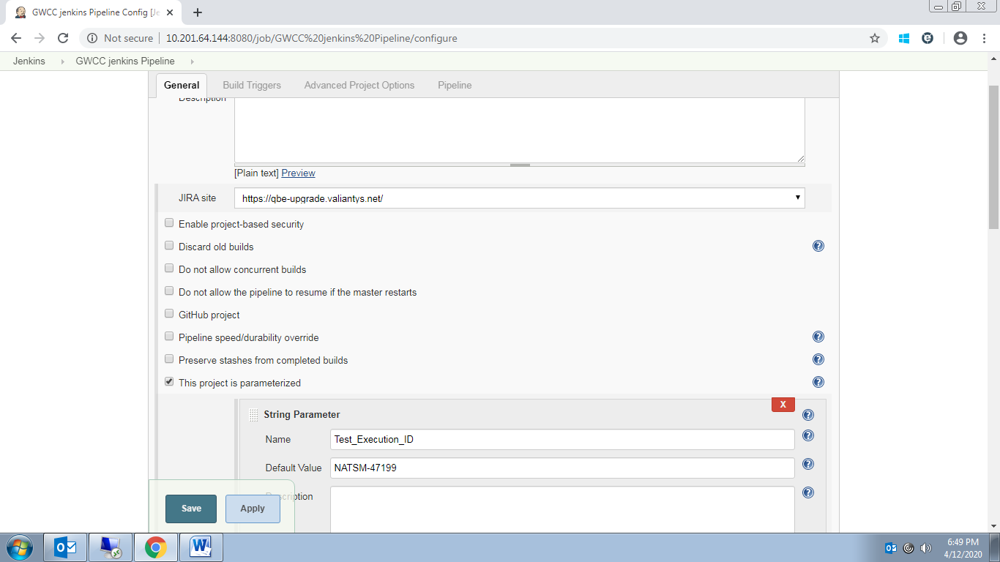 GWCC jenkins Pipeline Config [Je
Not secure
10.201.64.144:8080/job/GWCC%20jenkins%20Pipeline/configure
Jenkins
GWCC jenkins Pipeline
General
Build Triggers
Advanced Project Options
Pipeline
Description
[Plain text] Preview
JIRA site
https://qbe-upgrade.valiantys.net/
Enable project-based security
Discard old builds
Do not allow concurrent builds
Do not allow the pipeline to resume if the master restarts
GitHub project
Pipeline speed/durability override
Preserve stashes from completed builds
This project is parameterized
X
String Parameter
Name
Test_Execution_ID
Default Value
NATSM-47199
Description
Save
Apply
6:49 PM
4/12/2020